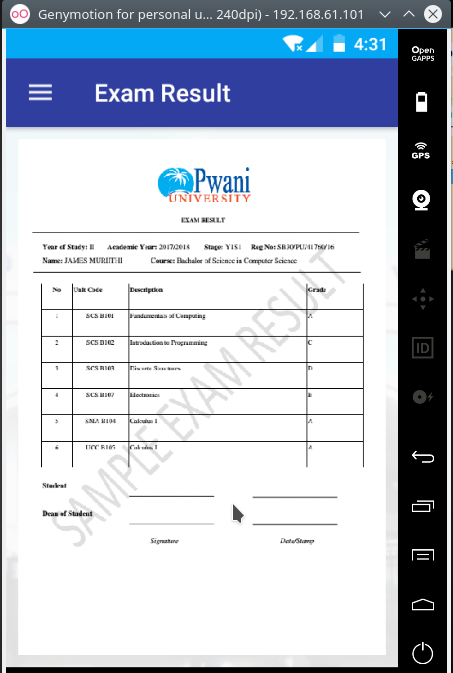 Genymotion for personal u... 240dpi) - 192.168.61.101
4:31
Open
GAPPS
Exam Result
GPS
Pwani
UNIVERSITY
EXAM RESULT
Year of Study: II Academic Year: 2017/2018 Stage: Y1S1 Reg No: SB30/PU/41760/16
Name: JAMES MURIITHI Course: Bachalor of Science in Computer Science
No Unit Code Description Grade
1 SCS B101 Fundamentals of Computing A
2 SCS B102 Introduction to Programming C
3 SCS B103 Discrete Structures D
4 SCS B107 Electronics B
5 SMA B104 Calculus I A
6 UCC B105 Calculus I A
SAMPLE EXAM RESULT
Student
Dean of Student
Signature Date/Stamp
ID